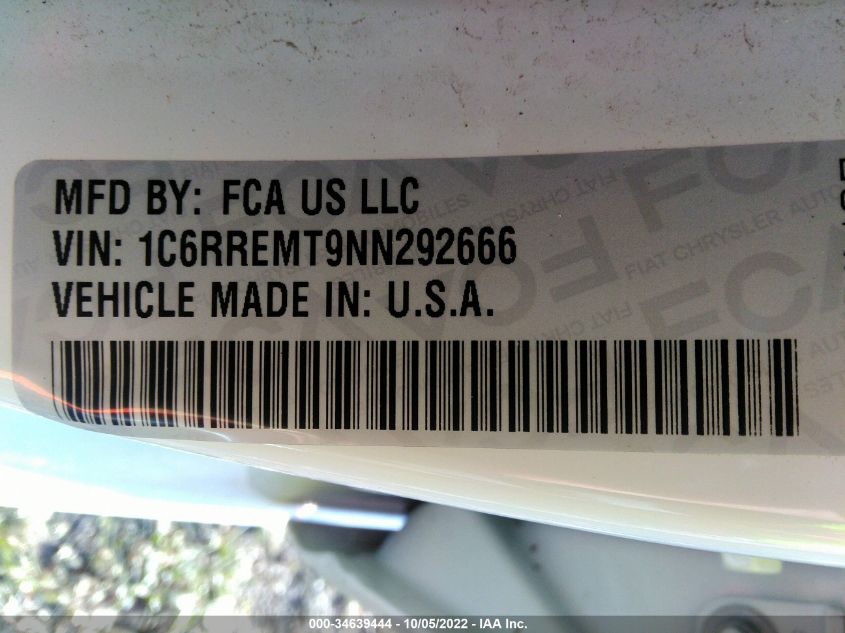 MFD BY: FCA US LLC
VIN: 1C6RREMT9NN292666
VEHICLE MADE IN: U.S.A.
000-34639444 - 10/05/2022 - IAA Inc.